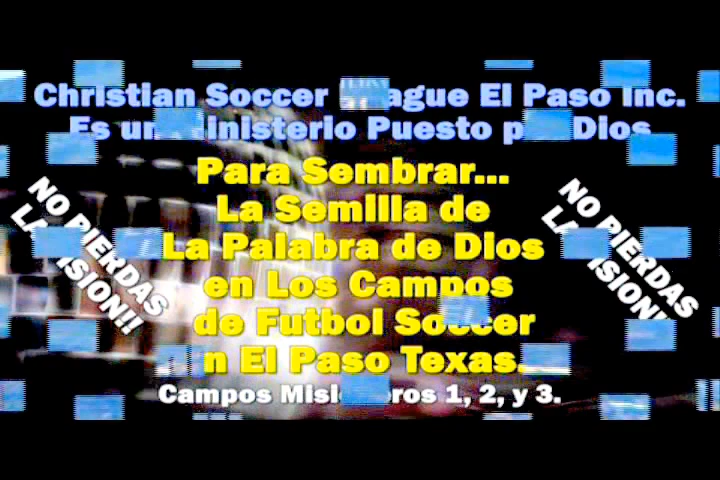 Christian Soccer League El Paso Inc.
Es un Ministerio Puesto por Dios
Para Sembrar...
La Semilla de
La Palabra de Dios
en Los Campos
de Futbol Soccer
n El Paso Texas.
Campos Misioneros 1, 2, y 3.
NO PIERDAS
LA VISION!!
NO PIERDAS
LA VISION!!